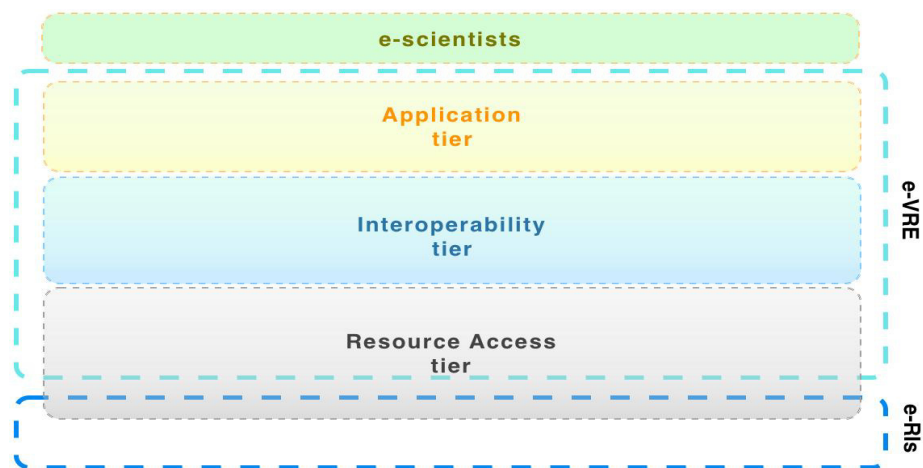 e-scientists
Application
tier
Interoperability
tier
Resource Access
tier
e-VRE
e-RIs